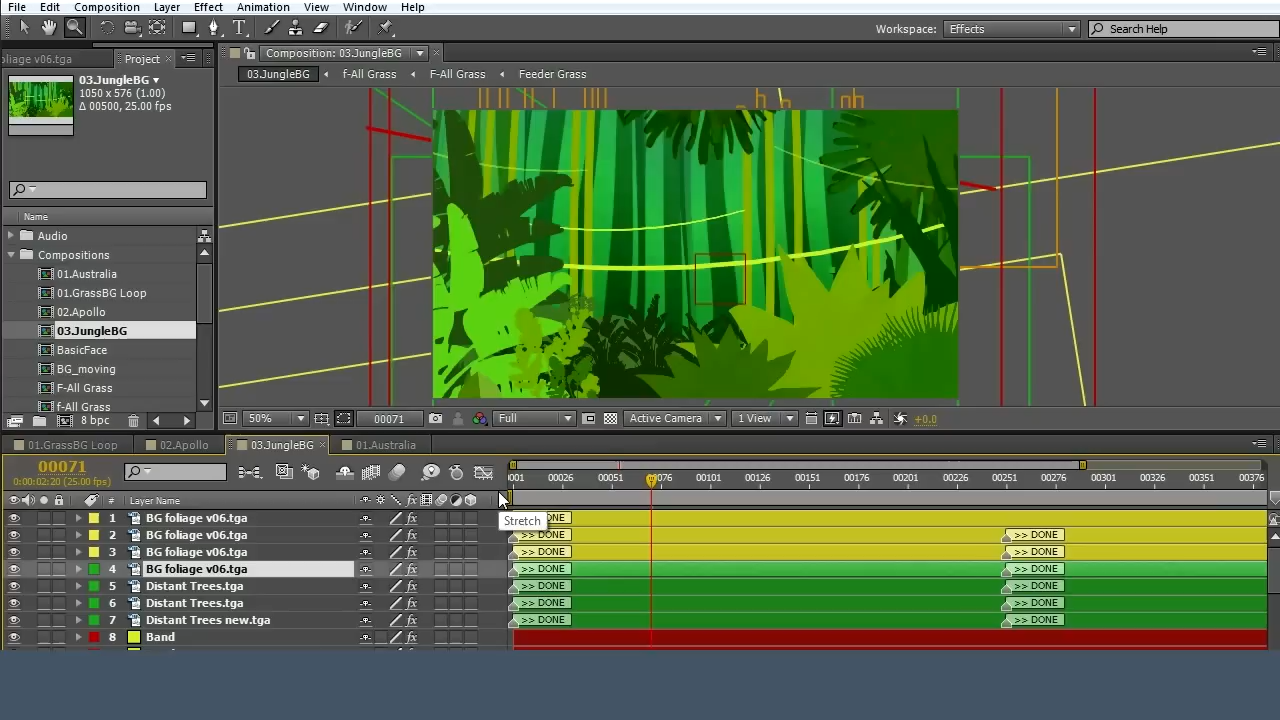 File Edit Composition Layer Effect Animation View Window Help
Workspace: Effects Search Help
oliage v06.tga Project Composition: 03.JungleBG
03.JungleBG f-All Grass F-All Grass Feeder Grass
03.JungleBG
1050 x 576 (1.00)
Δ 00500, 25.00 fps
Name
Audio
Compositions
01.Australia
01.GrassBG Loop
02.Apollo
03.JungleBG
BasicFace
BG_moving
F-All Grass
f-All Grass
8 bpc
50% 00071 Full Active Camera 1 View +0.0
01.GrassBG Loop 02.Apollo 03.JungleBG 01.Australia
00071
0:00:02:20 (25.00 fps)
0001 00026 00051 00076 00101 00126 00151 00176 00201 00226 00251 00276 00301 00326 00351 00376
# Layer Name
Stretch
1 BG foliage v06.tga DONE
2 BG foliage v06.tga >> DONE >> DONE
3 BG foliage v06.tga >> DONE >> DONE
4 BG foliage v06.tga >> DONE >> DONE
5 Distant Trees.tga >> DONE >> DONE
6 Distant Trees.tga >> DONE >> DONE
7 Distant Trees new.tga >> DONE >> DONE
8 Band